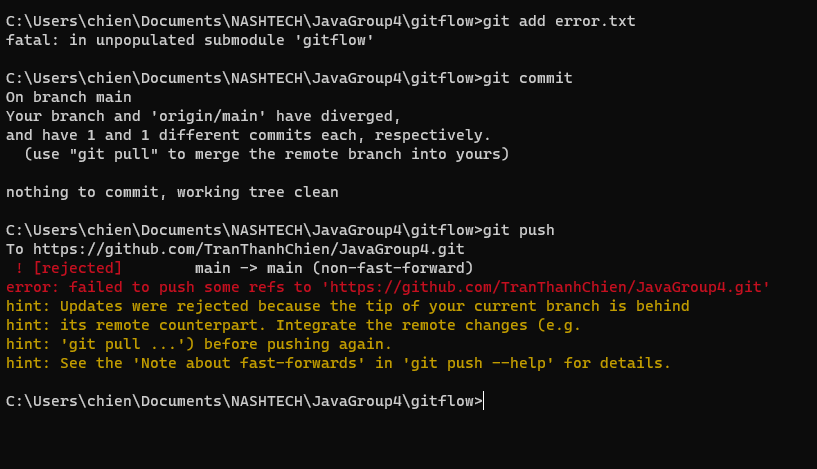 C:\Users\chien\Documents\NASHTECH\JavaGroup4\gitflow>git add error.txt
fatal: in unpopulated submodule 'gitflow'
C:\Users\chien\Documents\NASHTECH\JavaGroup4\gitflow>git commit
On branch main
Your branch and 'origin/main' have diverged,
and have 1 and 1 different commits each, respectively.
  (use "git pull" to merge the remote branch into yours)
nothing to commit, working tree clean
C:\Users\chien\Documents\NASHTECH\JavaGroup4\gitflow>git push
To https://github.com/TranThanhChien/JavaGroup4.git
 ! [rejected]        main -> main (non-fast-forward)
error: failed to push some refs to 'https://github.com/TranThanhChien/JavaGroup4.git'
hint: Updates were rejected because the tip of your current branch is behind
hint: its remote counterpart. Integrate the remote changes (e.g.
hint: 'git pull ...') before pushing again.
hint: See the 'Note about fast-forwards' in 'git push --help' for details.
C:\Users\chien\Documents\NASHTECH\JavaGroup4\gitflow>